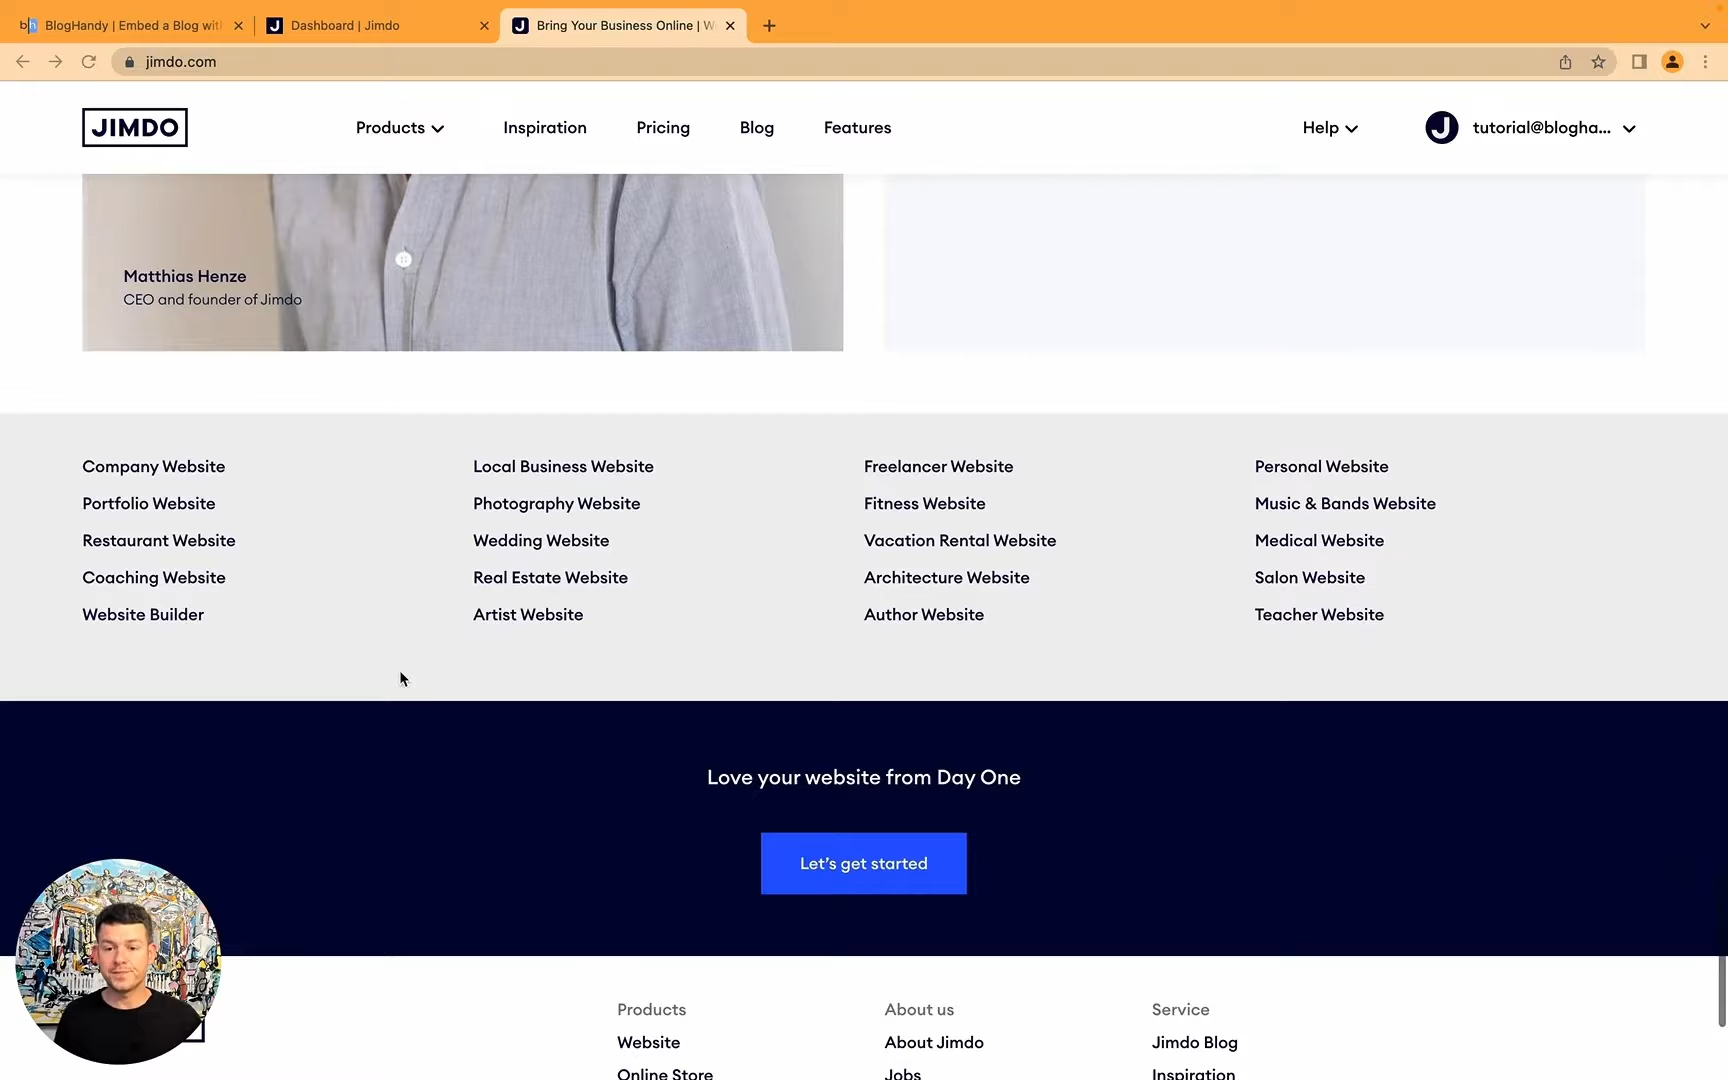 BlogHandy | Embed a Blog wit
Dashboard | Jimdo
Bring Your Business Online | W
jimdo.com
JIMDO
Products
Inspiration
Pricing
Blog
Features
Help
tutorial@blogha...
Matthias Henze
CEO and founder of Jimdo
Company Website
Local Business Website
Freelancer Website
Personal Website
Portfolio Website
Photography Website
Fitness Website
Music & Bands Website
Restaurant Website
Wedding Website
Vacation Rental Website
Medical Website
Coaching Website
Real Estate Website
Architecture Website
Salon Website
Website Builder
Artist Website
Author Website
Teacher Website
Love your website from Day One
Let's get started
Products
About us
Service
Website
About Jimdo
Jimdo Blog
Online Store
Jobs
Inspiration